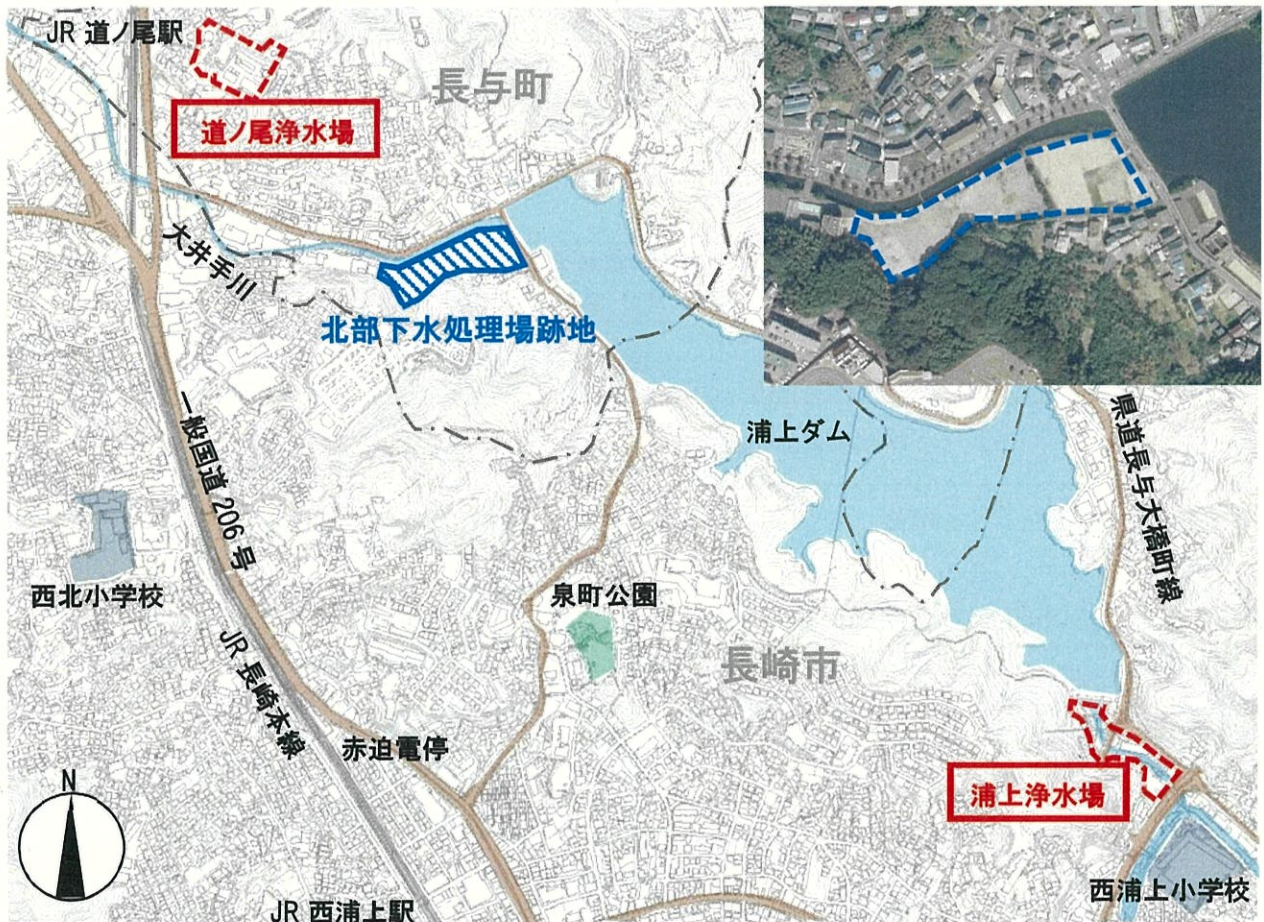 JR 道ノ尾駅
長与町
道ノ尾浄水場
大井手川
北部下水処理場跡地
浦上ダム
県道長与大橋町線
一般国道 206 号
西北小学校
泉町公園
長崎市
JR 長崎本線
赤迫電停
浦上浄水場
N
西浦上小学校
JR 西浦上駅